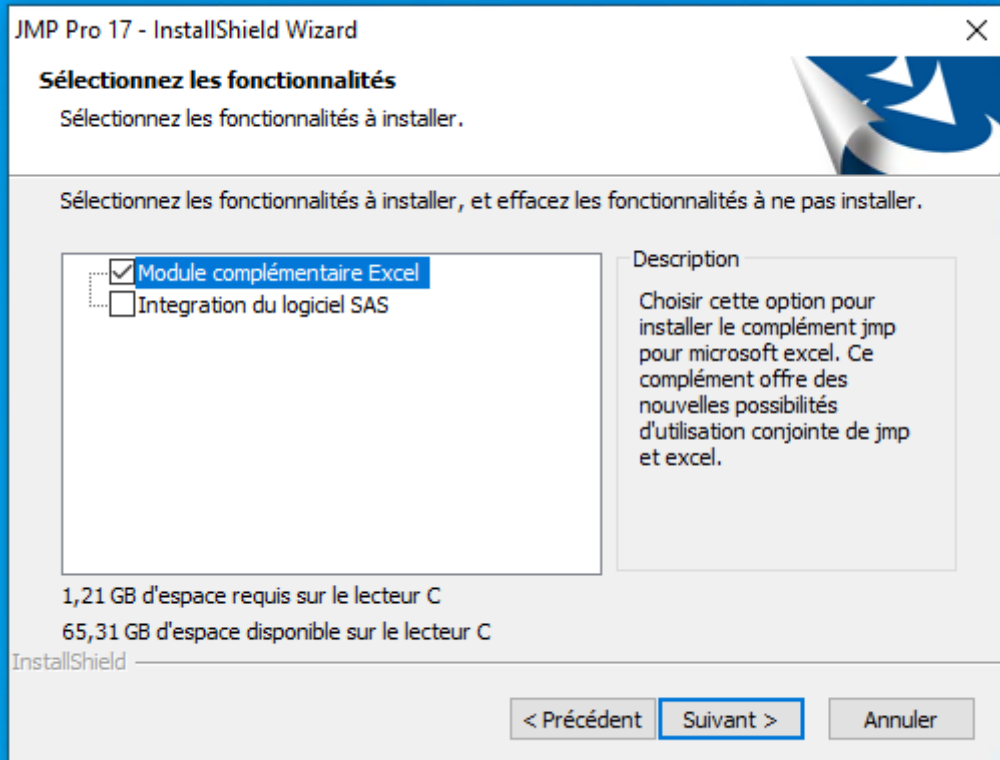 JMP Pro 17 - InstallShield Wizard
Sélectionnez les fonctionnalités
Sélectionnez les fonctionnalités à installer.
Sélectionnez les fonctionnalités à installer, et effacez les fonctionnalités à ne pas installer.
Module complémentaire Excel
Integration du logiciel SAS
Description
Choisir cette option pour
installer le complément jmp
pour microsoft excel. Ce
complément offre des
nouvelles possibilités
d'utilisation conjointe de jmp
et excel.
1,21 GB d'espace requis sur le lecteur C
65,31 GB d'espace disponible sur le lecteur C
InstallShield
< Précédent
Suivant >
Annuler